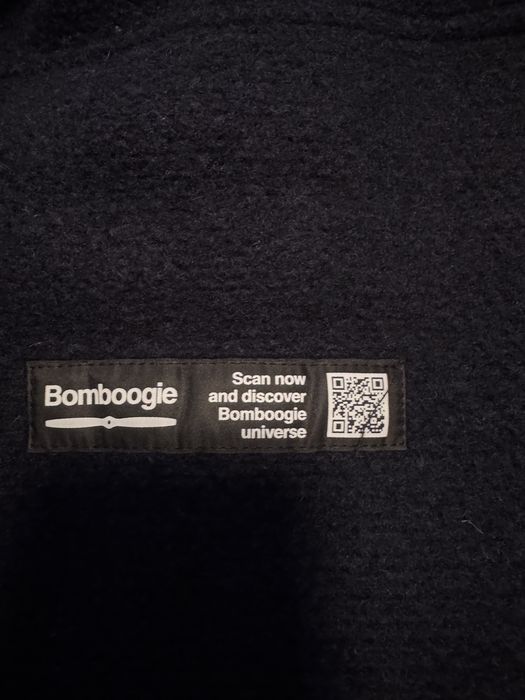 Bomboogie
Scan now
and discover
Bomboogie
universe